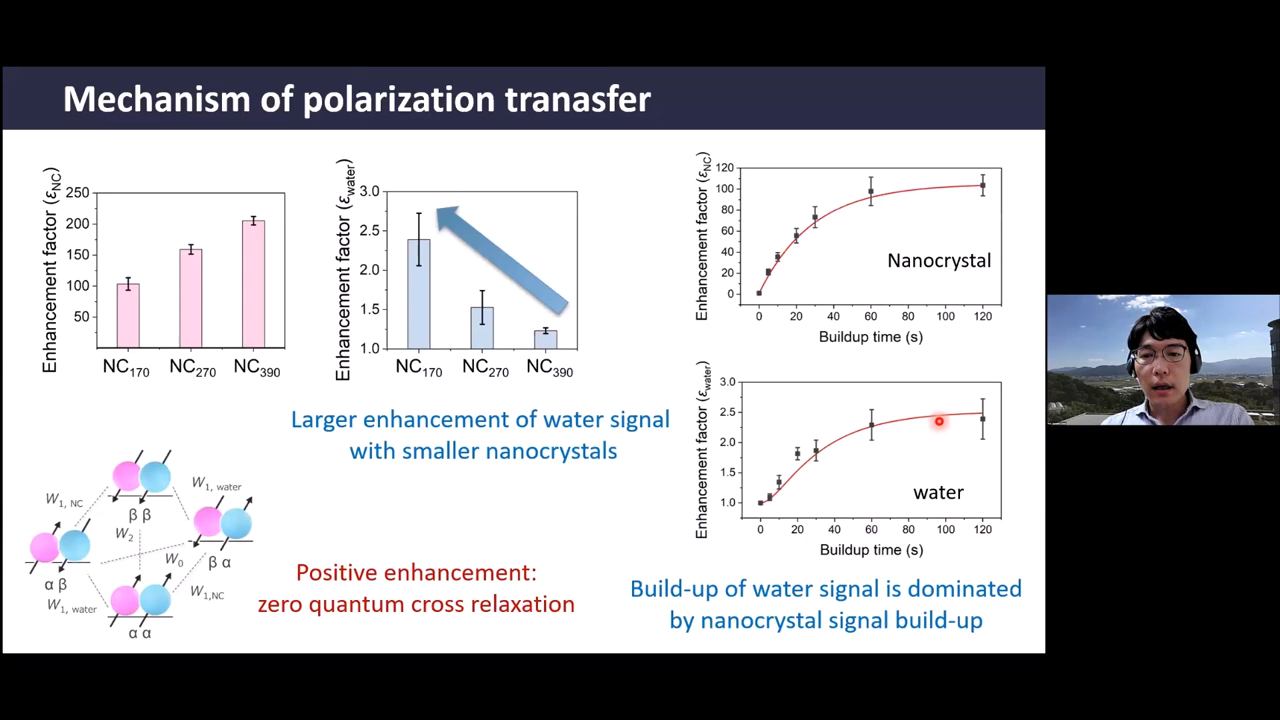 Mechanism of polarization tranasfer
Enhancement factor (εNC)
250
200
150
100
50
NC170 NC270 NC390
Enhancement factor (εwater)
3.0
2.5
2.0
1.5
1.0
NC170 NC270 NC390
Larger enhancement of water signal
with smaller nanocrystals
Enhancement factor (εNC)
120
100
80
60
40
20
0
Nanocrystal
0 20 40 60 80 100 120
Buildup time (s)
Enhancement factor (εwater)
3.0
2.5
2.0
1.5
1.0
water
0 20 40 60 80 100 120
Buildup time (s)
W1, NC
W1, water
β β
W2
W0
α β
β α
W1, water
W1,NC
α α
Positive enhancement:
zero quantum cross relaxation
Build-up of water signal is dominated
by nanocrystal signal build-up